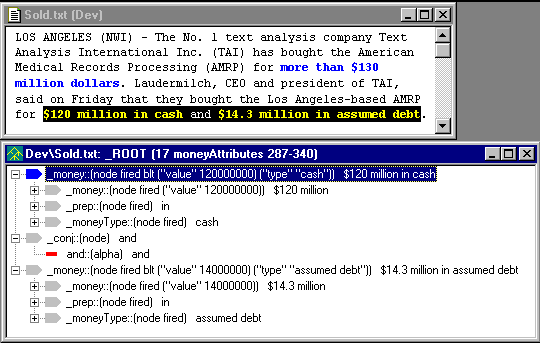 Sold.txt (Dev)
LOS ANGELES (NWI) - The No. 1 text analysis company Text
Analysis International Inc. (TAI) has bought the American
Medical Records Processing (AMRP) for more than $130
million dollars. Laudermilch, CEO and president of TAI,
said on Friday that they bought the Los Angeles-based AMRP
for $120 million in cash and $14.3 million in assumed debt.
Dev\Sold.txt: _ROOT (17 moneyAttributes 287-340)
_money::(node fired blt ("value" 120000000) ("type" "cash")) $120 million in cash
_money::(node fired ("value" 120000000)) $120 million
_prep::(node fired) in
_moneyType::(node fired) cash
_conj::(node) and
and::(alpha) and
_money::(node fired blt ("value" 14000000) ("type" "assumed debt")) $14.3 million in assumed debt
_money::(node fired ("value" 14000000)) $14.3 million
_prep::(node fired) in
_moneyType::(node fired) assumed debt